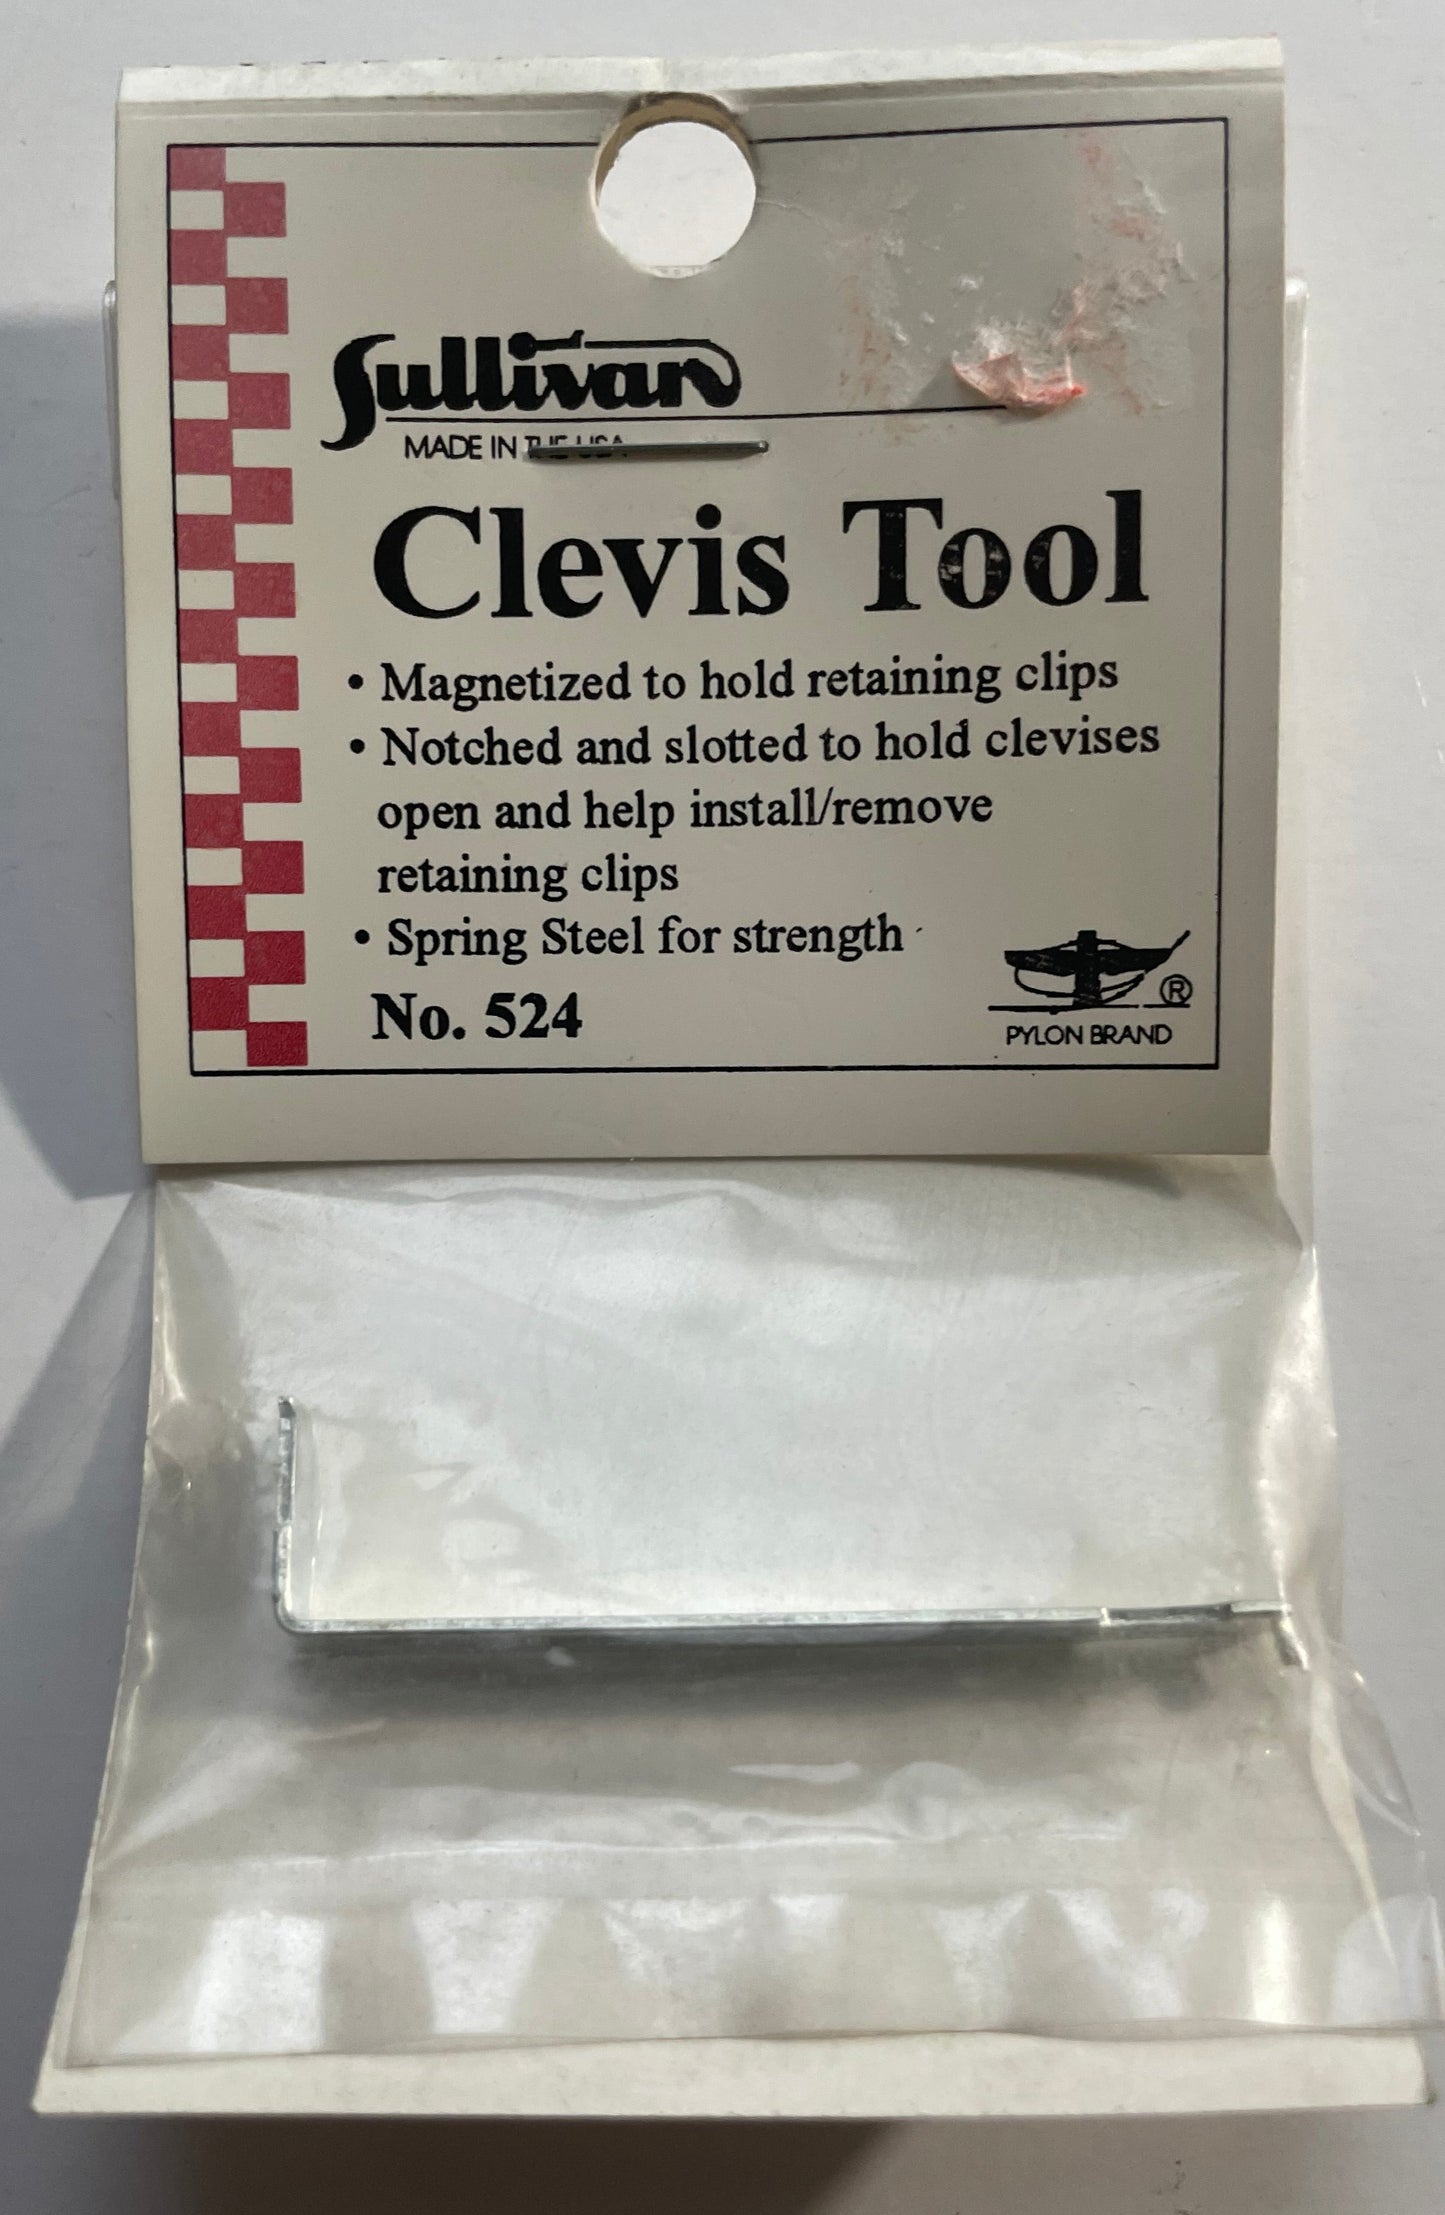 Sullivan
MADE IN THE USA
Clevis Tool
• Magnetized to hold retaining clips
• Notched and slotted to hold clevises
open and help install/remove
retaining clips
• Spring Steel for strength
No. 524
®
PYLON BRAND